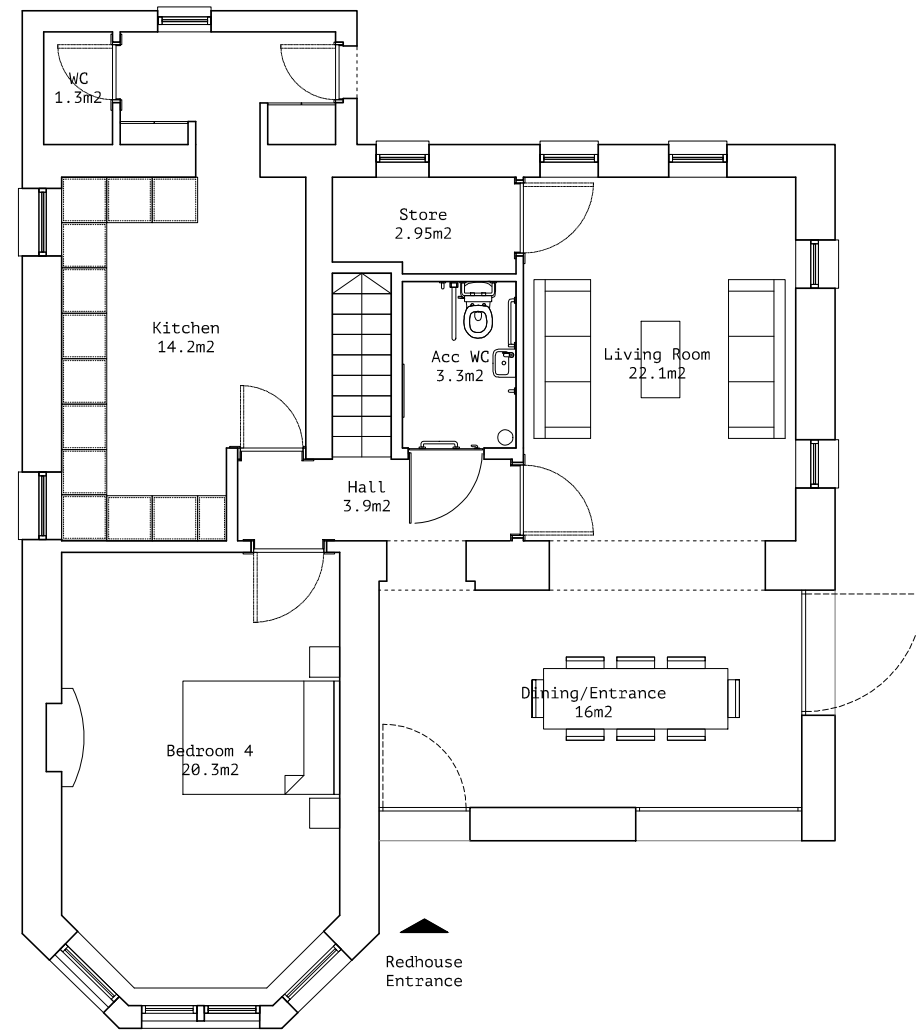 WC
1.3m2
Store
2.95m2
Kitchen
14.2m2
Acc WC
3.3m2
Living Room
22.1m2
Hall
3.9m2
Dining/Entrance
16m2
Bedroom 4
20.3m2
Redhouse
Entrance